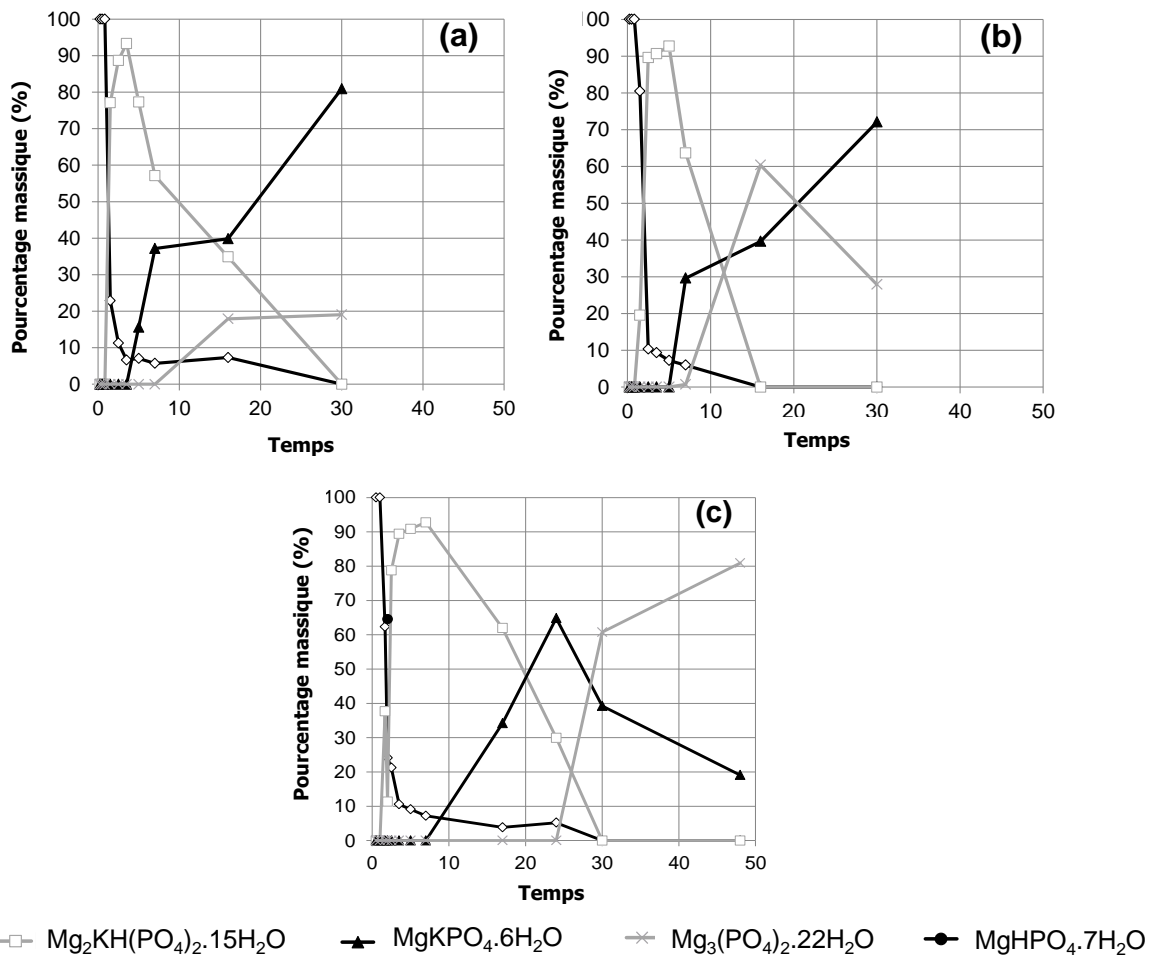 (a)
Pourcentage massique (%)
100
90
80
70
60
50
40
30
20
10
0
0 10 20 30 40 50
Temps
(b)
Pourcentage massique (%)
100
90
80
70
60
50
40
30
20
10
0
0 10 20 30 40 50
Temps
(c)
Pourcentage massique (%)
100
90
80
70
60
50
40
30
20
10
0
0 10 20 30 40 50
Temps
Mg₂KH(PO₄)₂.15H₂O MgKPO₄.6H₂O Mg₃(PO₄)₂.22H₂O MgHPO₄.7H₂O